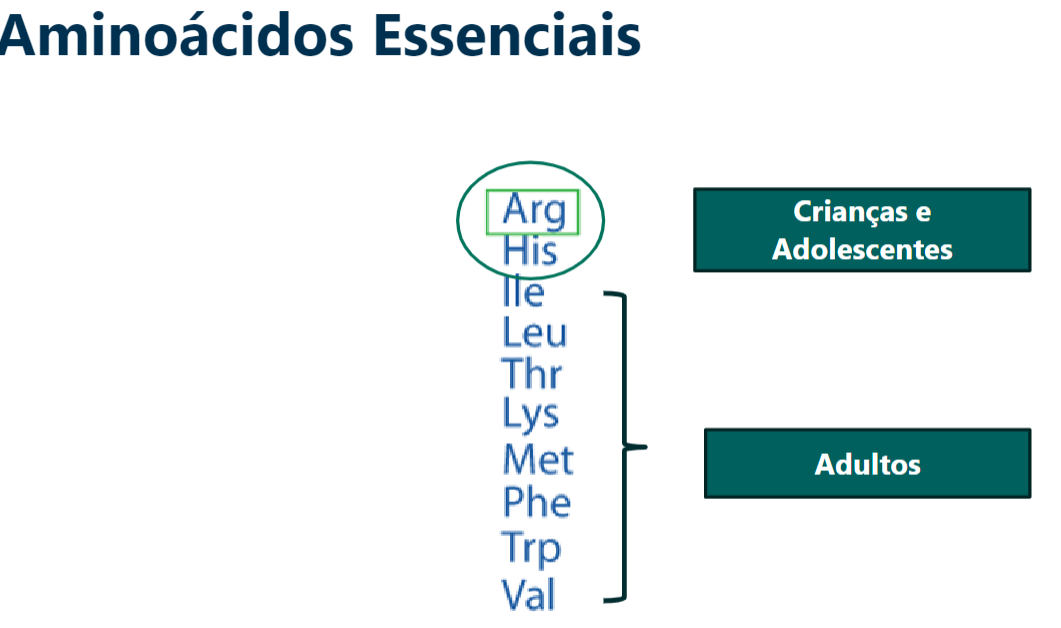 Aminoácidos Essenciais
Arg
His
Ile
Leu
Thr
Lys
Met
Phe
Trp
Val
Crianças e
Adolescentes
Adultos